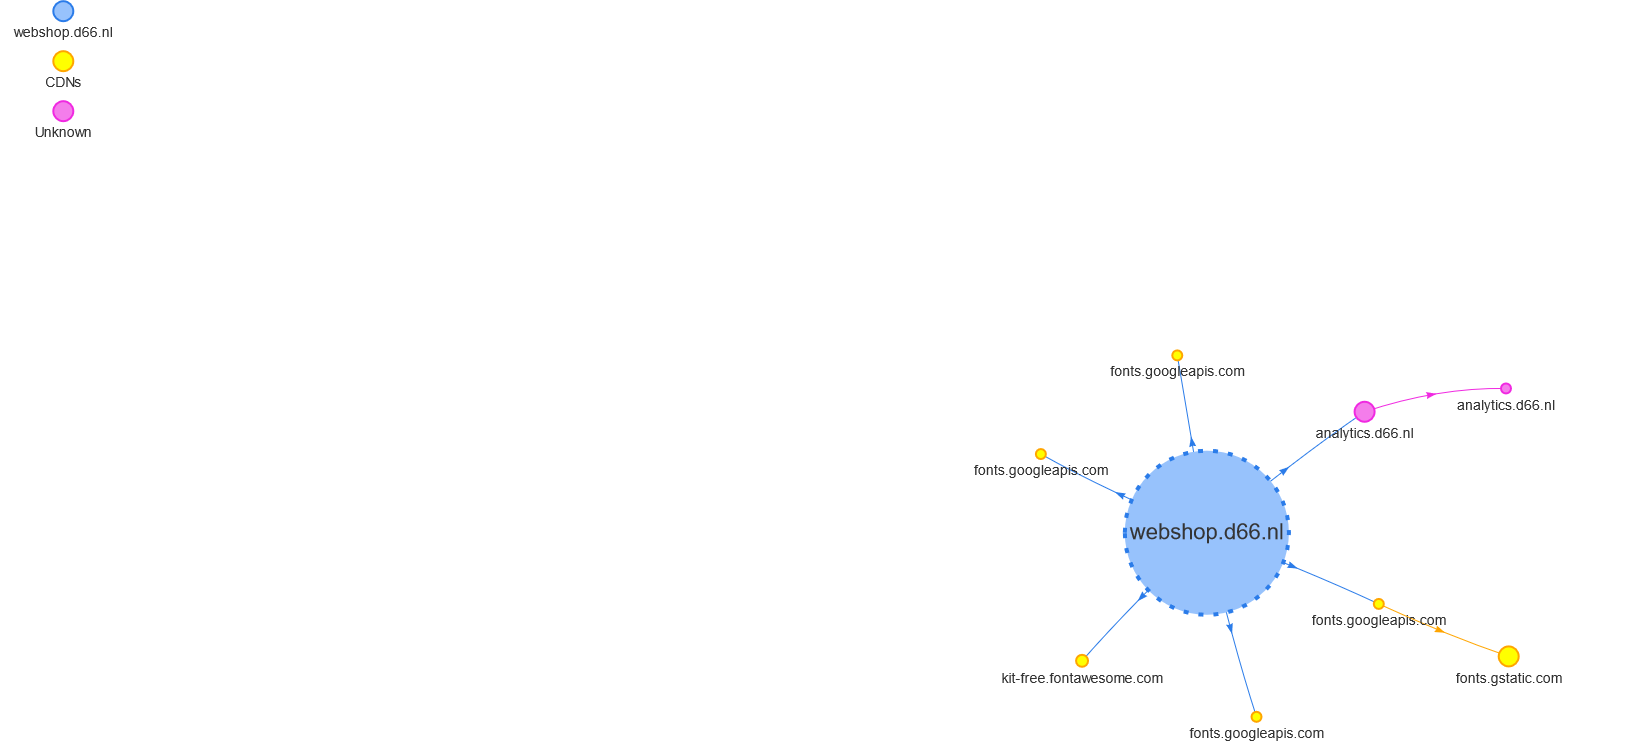 webshop.d66.nl
CDNs
Unknown
fonts.googleapis.com
analytics.d66.nl
analytics.d66.nl
fonts.googleapis.com
webshop.d66.nl
fonts.googleapis.com
kit-free.fontawesome.com
fonts.gstatic.com
fonts.googleapis.com